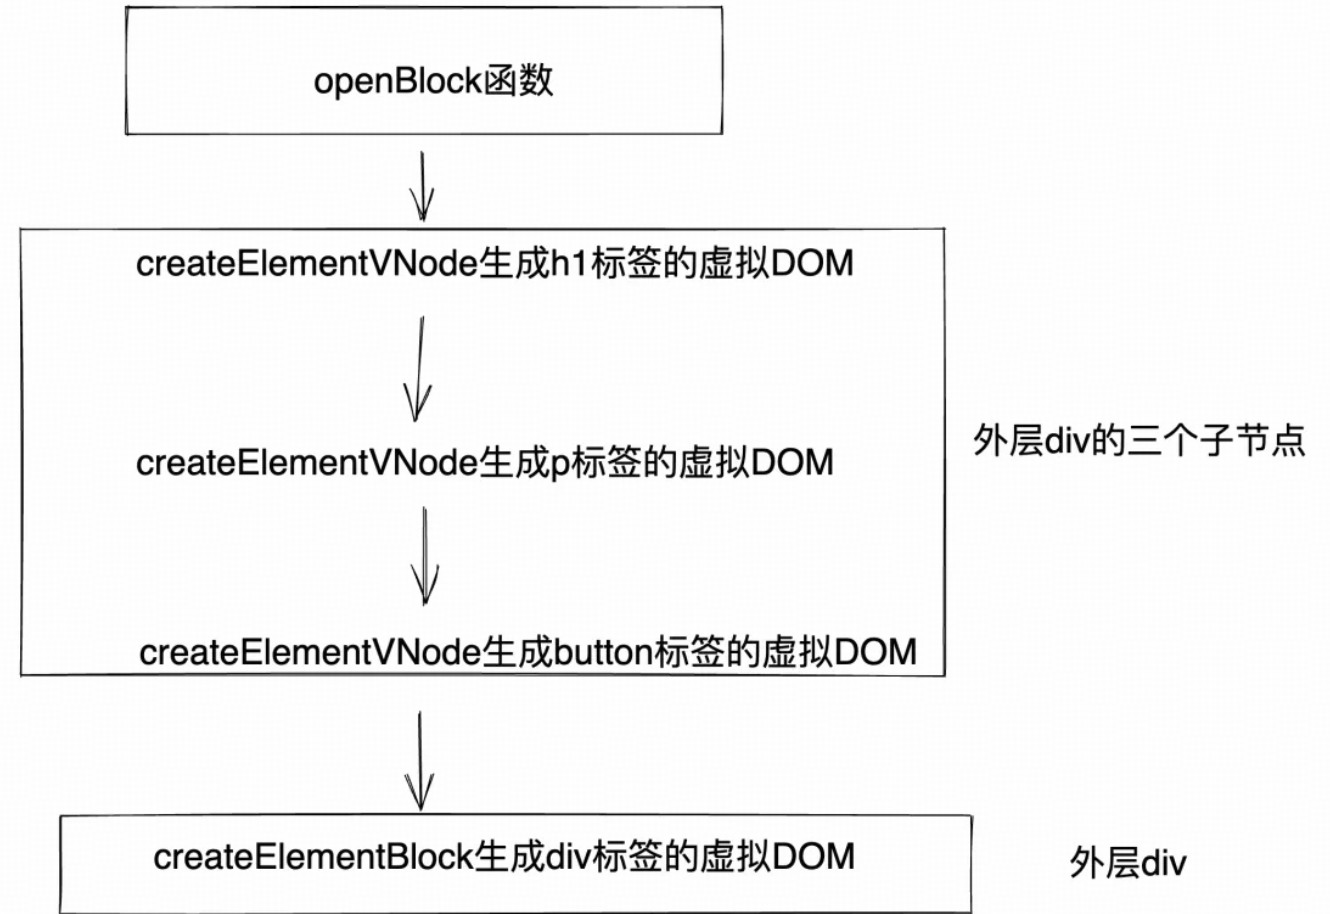 openBlock函数
createElementVNode生成h1标签的虚拟DOM
createElementVNode生成p标签的虚拟DOM
外层div的三个子节点
createElementVNode生成button标签的虚拟DOM
createElementBlock生成div标签的虚拟DOM
外层div